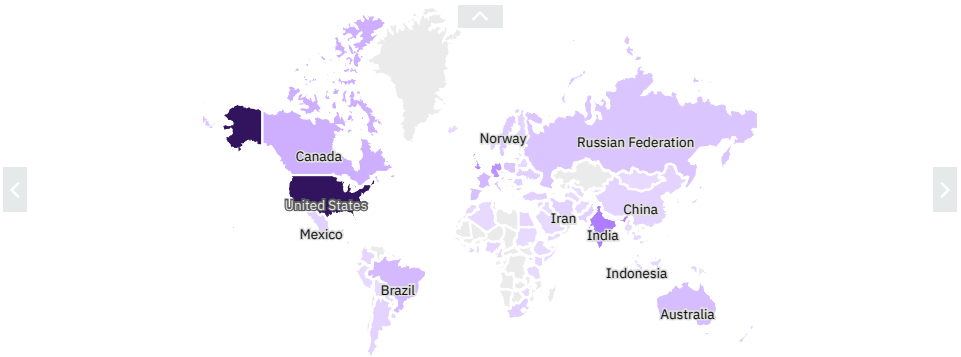 Norway
Russian Federation
Canada
United States
China
Iran
Mexico
India
Indonesia
Brazil
Australia